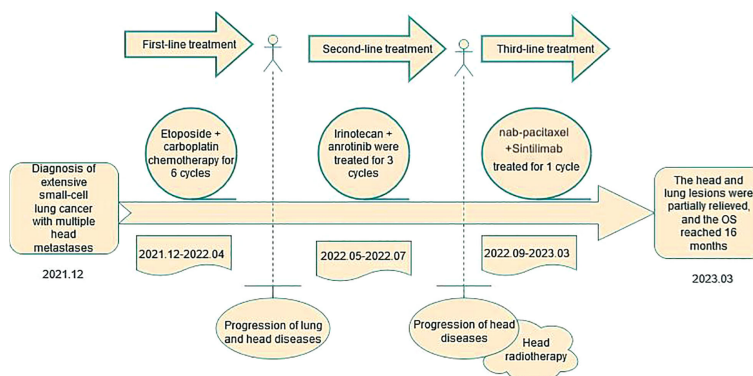 First-line treatment
Second-line treatment
Third-line treatment
Etoposide +
carboplatin
chemotherapy for
6 cycles
Irinotecan +
anrotinib were
treated for 3
cycles
nab-pacitaxel
+Sintilimab
treated for 1 cycle
Diagnosis of
extensive
small-cell
lung cancer
with multiple
head
metastases
The head and
lung lesions were
partially relieved,
and the OS
reached 16
months
2021.12
2021.12-2022.04
2022.05-2022.07
2022.09-2023.03
2023.03
Progression of lung
and head diseases
Progression of head
diseases
Head
radiotherapy